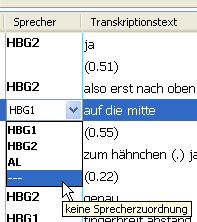 Sprecher Transkriptionstext
HBG2 ja
(0.51)
HBG2 also erst nach oben
HBG1 auf die mitte
HBG1 (0.55)
HBG2 zum hähnchen (.) ja
AL
--- (0.22)
HBG2 genau
keine Sprecherzuordnung
HBG1 fingerbreit abstand